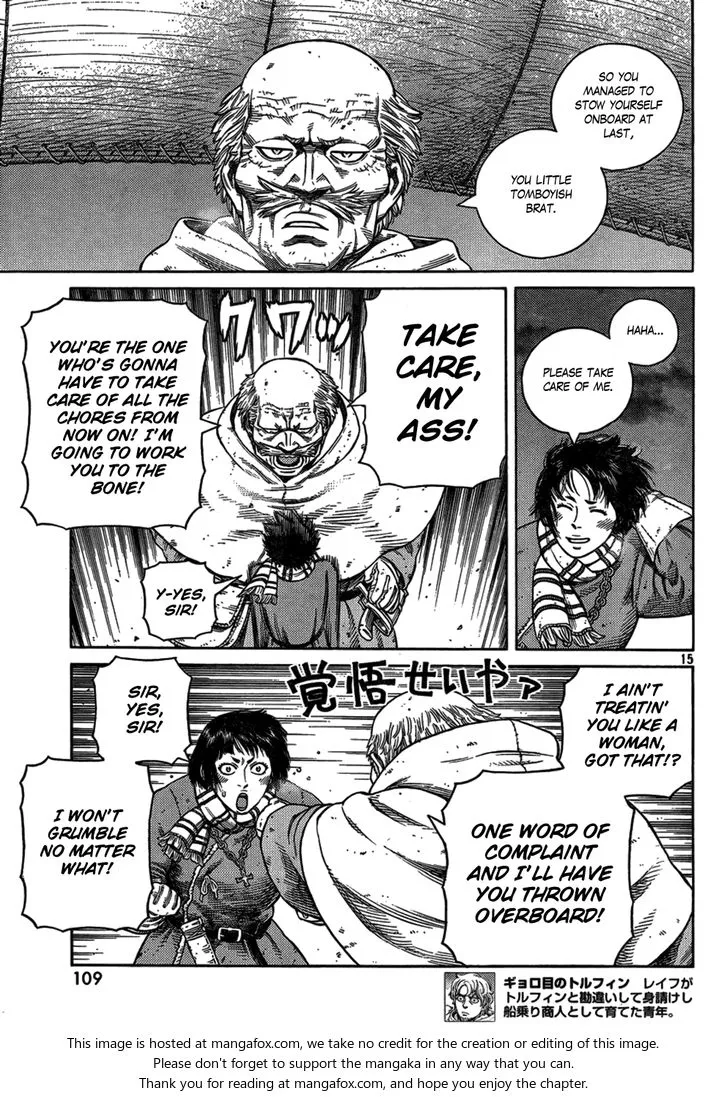 SO YOU
MANAGED TO
STOW YOURSELF
ONBOARD AT
LAST,
YOU LITTLE
TOMBOYISH
BRAT.
HAHA...
PLEASE TAKE
CARE OF ME.
TAKE
CARE,
MY
ASS!
クワッ
YOU'RE THE ONE
WHO'S GONNA
HAVE TO TAKE
CARE OF ALL THE
CHORES FROM
NOW ON! I'M
GOING TO WORK
YOU TO THE
BONE!
Y-YES,
SIR!
15
I AIN'T
TREATIN'
YOU LIKE A
WOMAN,
GOT THAT!?
覚悟せいやァ
ONE WORD OF
COMPLAINT
AND I'LL HAVE
YOU THROWN
OVERBOARD!
SIR,
YES,
SIR!
I WON'T
GRUMBLE
NO MATTER
WHAT!
109
ギョロ目のトルフィン レイフが
トルフィンと勘違いして身請けし
船乗り商人として育てた青年。
This image is hosted at mangafox.com, we take no credit for the creation or editing of this image.
Please don't forget to support the mangaka in any way that you can.
Thank you for reading at mangafox.com, and hope you enjoy the chapter.